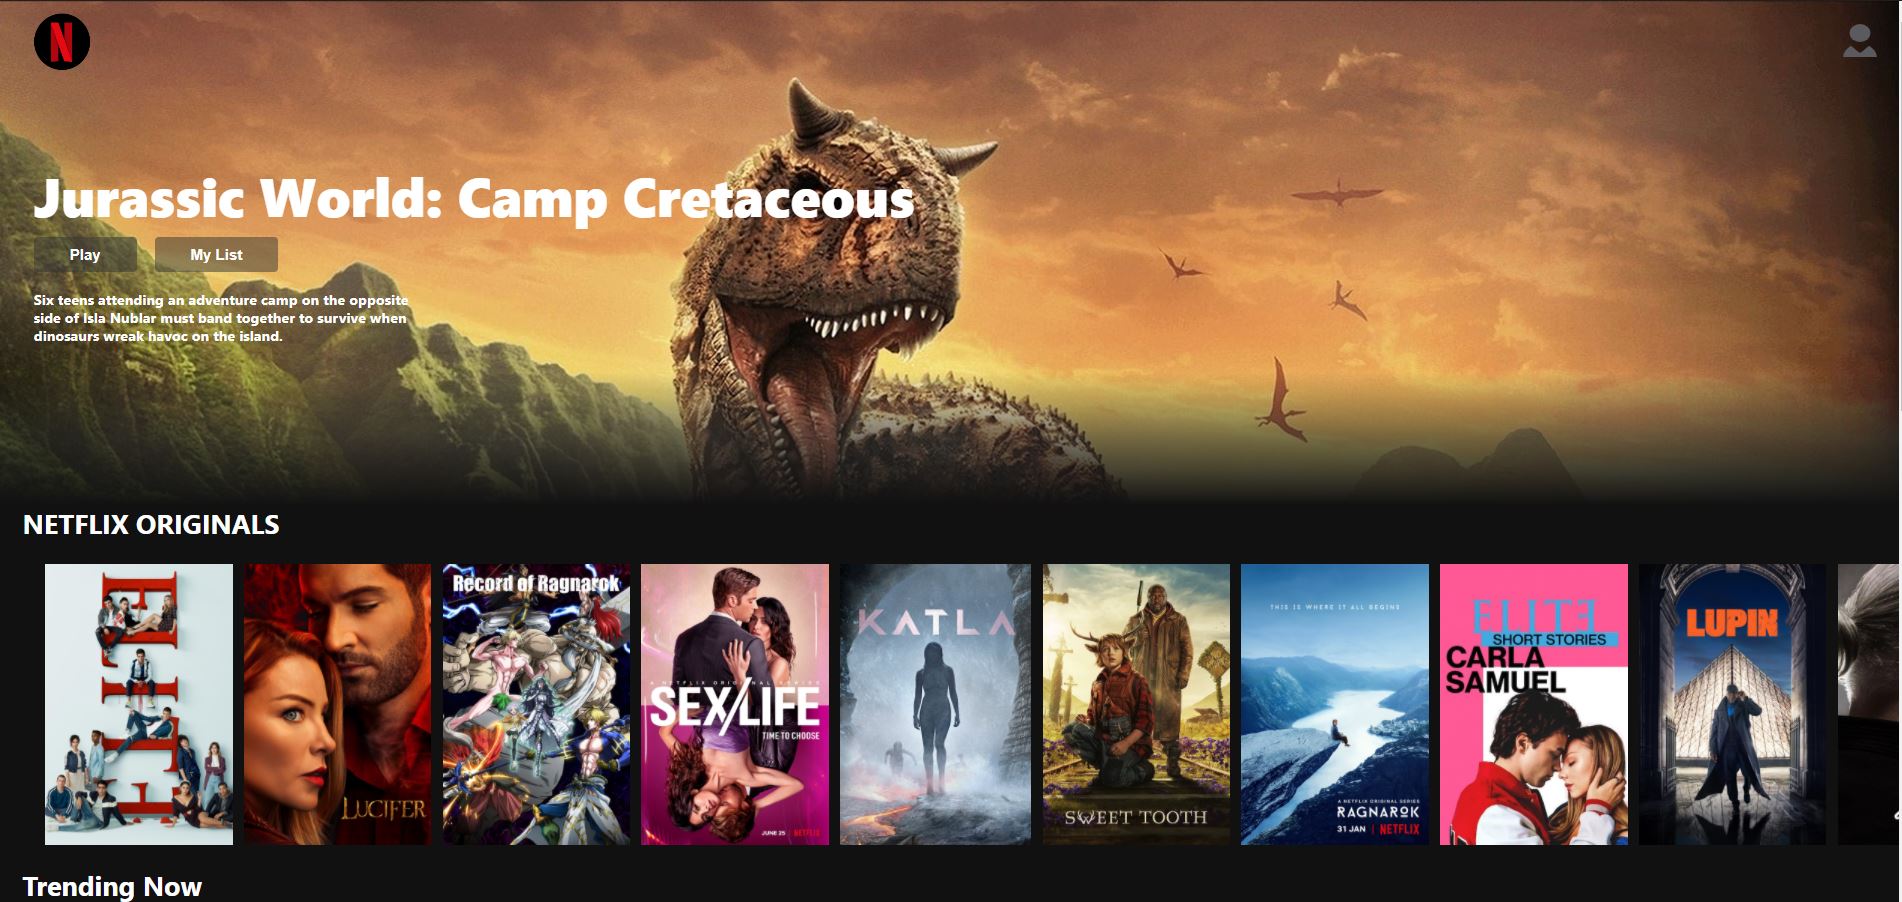 N
Jurassic World: Camp Cretaceous
Play
My List
Six teens attending an adventure camp on the opposite
side of Isla Nublar must band together to survive when
dinosaurs wreak havoc on the island.
NETFLIX ORIGINALS
ELITE
LUCIFER
Record of Ragnarok
A NETFLIX ORIGINAL SERIES
SEX/LIFE
TIME TO CHOOSE
JUNE 25 | NETFLIX
KATLA
SWEET TOOTH
THIS IS WHERE IT ALL BEGINS
A NETFLIX ORIGINAL SERIES
RAGNAROK
31 JAN | NETFLIX
ELITE
SHORT STORIES
CARLA
SAMUEL
LUPIN
Trending Now